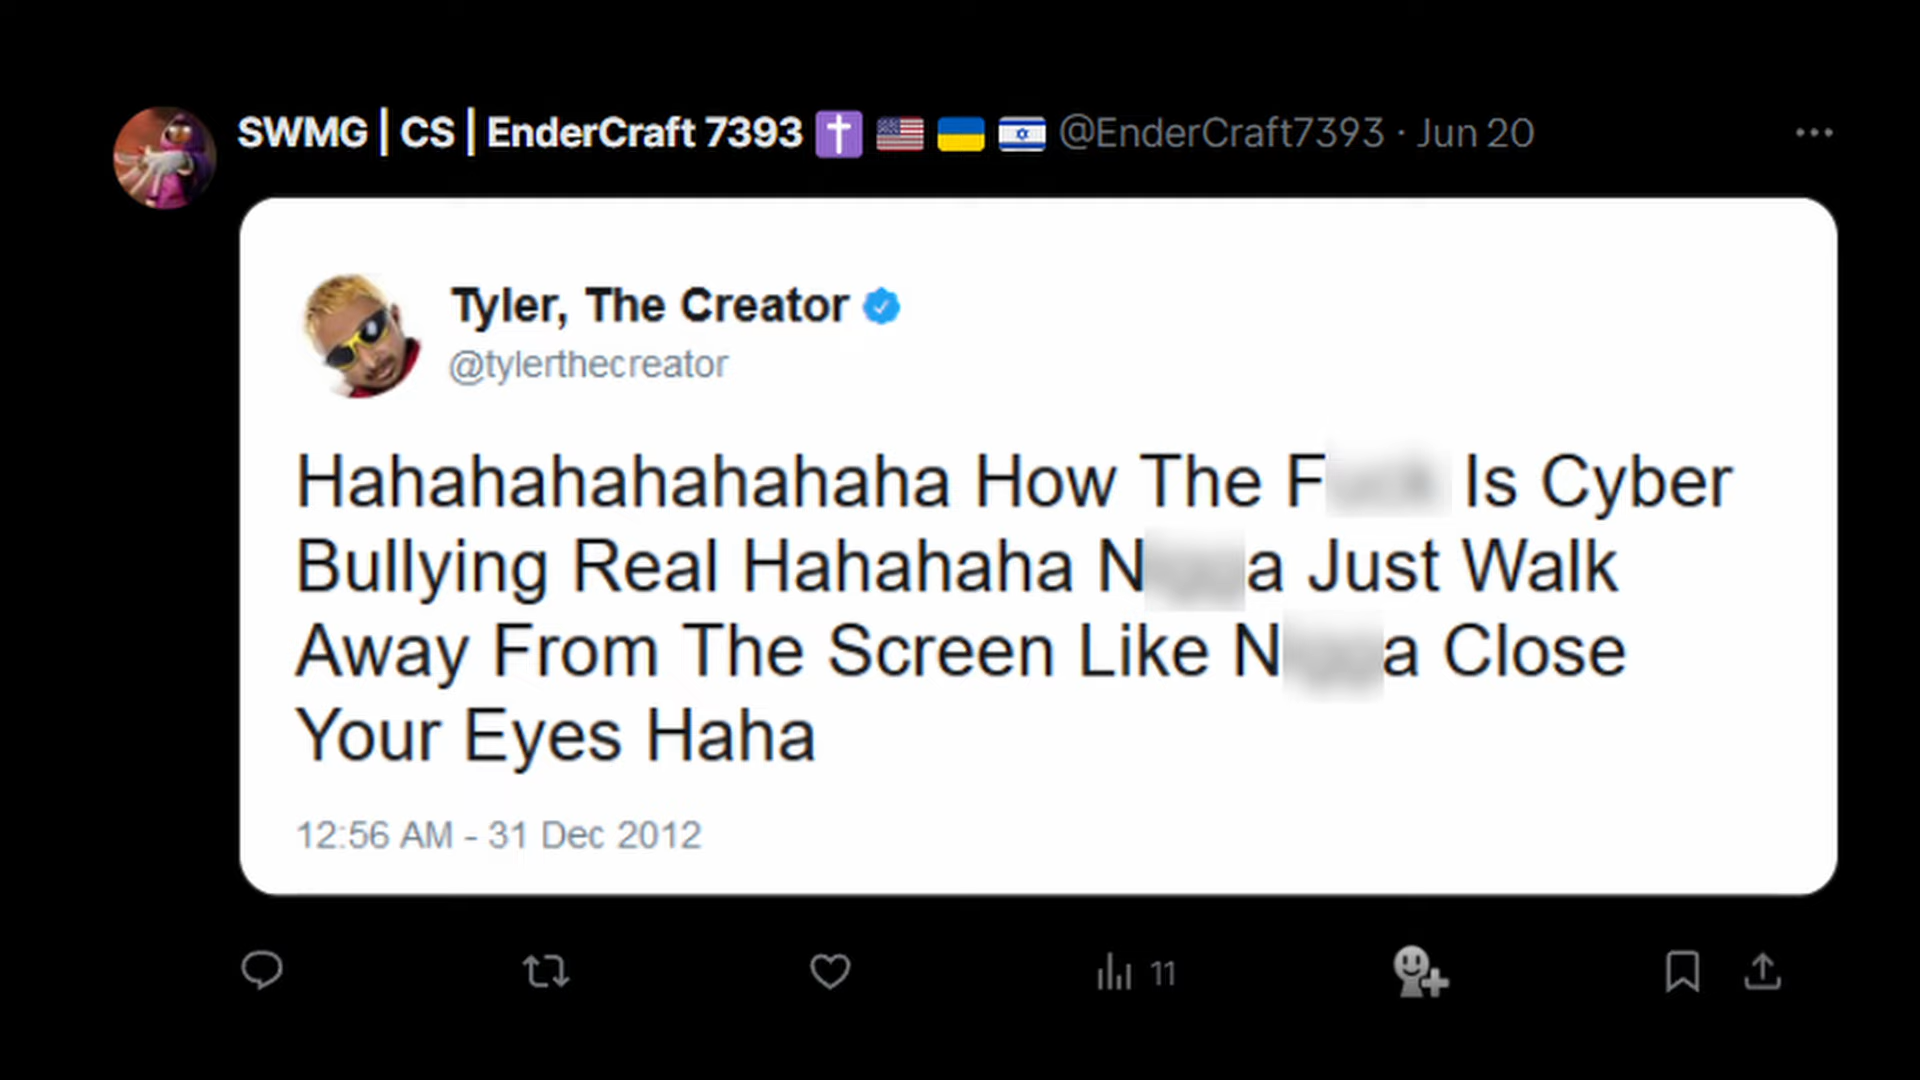 SWMG | CS | EnderCraft 7393 ✝️ 🇺🇸 🇺🇦 🇮🇱 @EnderCraft7393 · Jun 20
Tyler, The Creator
@tylerthecreator
Hahahahahahahaha How The F Is Cyber
Bullying Real Hahahaha N a Just Walk
Away From The Screen Like N a Close
Your Eyes Haha
12:56 AM - 31 Dec 2012
11